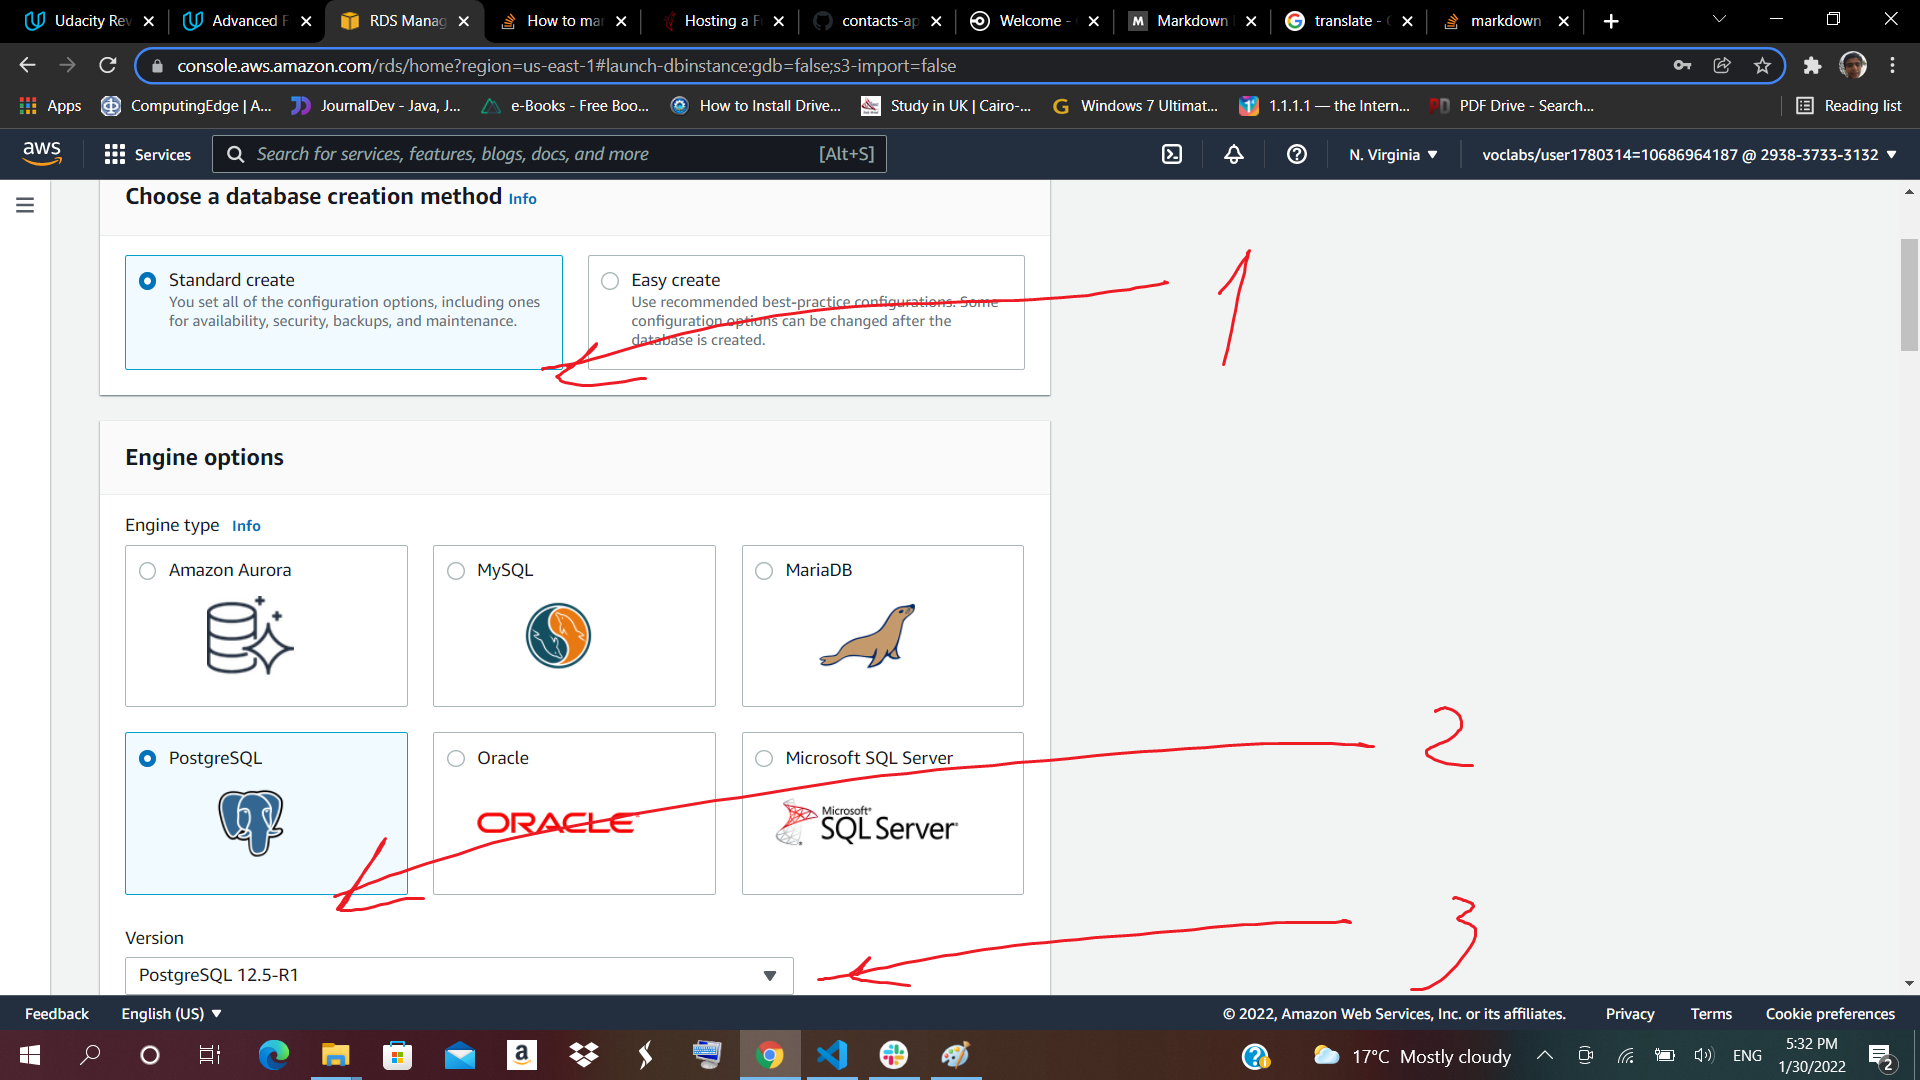 Udacity Rev
Advanced F
RDS Manag
How to mar
Hosting a Fu
contacts-ap
Welcome -
Markdown
translate -
markdown
console.aws.amazon.com/rds/home?region=us-east-1#launch-dbinstance:gdb=false;s3-import=false
Apps
ComputingEdge | A...
JournalDev - Java, J...
e-Books - Free Boo...
How to Install Drive...
Study in UK | Cairo-...
Windows 7 Ultimat...
1.1.1.1 — the Intern...
PDF Drive - Search...
Reading list
aws
Services
Search for services, features, blogs, docs, and more [Alt+S]
N. Virginia
voclabs/user1780314=10686964187 @ 2938-3733-3132
Choose a database creation method Info
Standard create
You set all of the configuration options, including ones
for availability, security, backups, and maintenance.
Easy create
Use recommended best-practice configurations. Some
configuration options can be changed after the
database is created.
1
Engine options
Engine type Info
Amazon Aurora
MySQL
MariaDB
PostgreSQL
Oracle
ORACLE
Microsoft SQL Server
Microsoft
SQL Server
2
Version
PostgreSQL 12.5-R1
3
Feedback
English (US)
© 2022, Amazon Web Services, Inc. or its affiliates.
Privacy
Terms
Cookie preferences
17°C Mostly cloudy
ENG
5:32 PM
1/30/2022
2